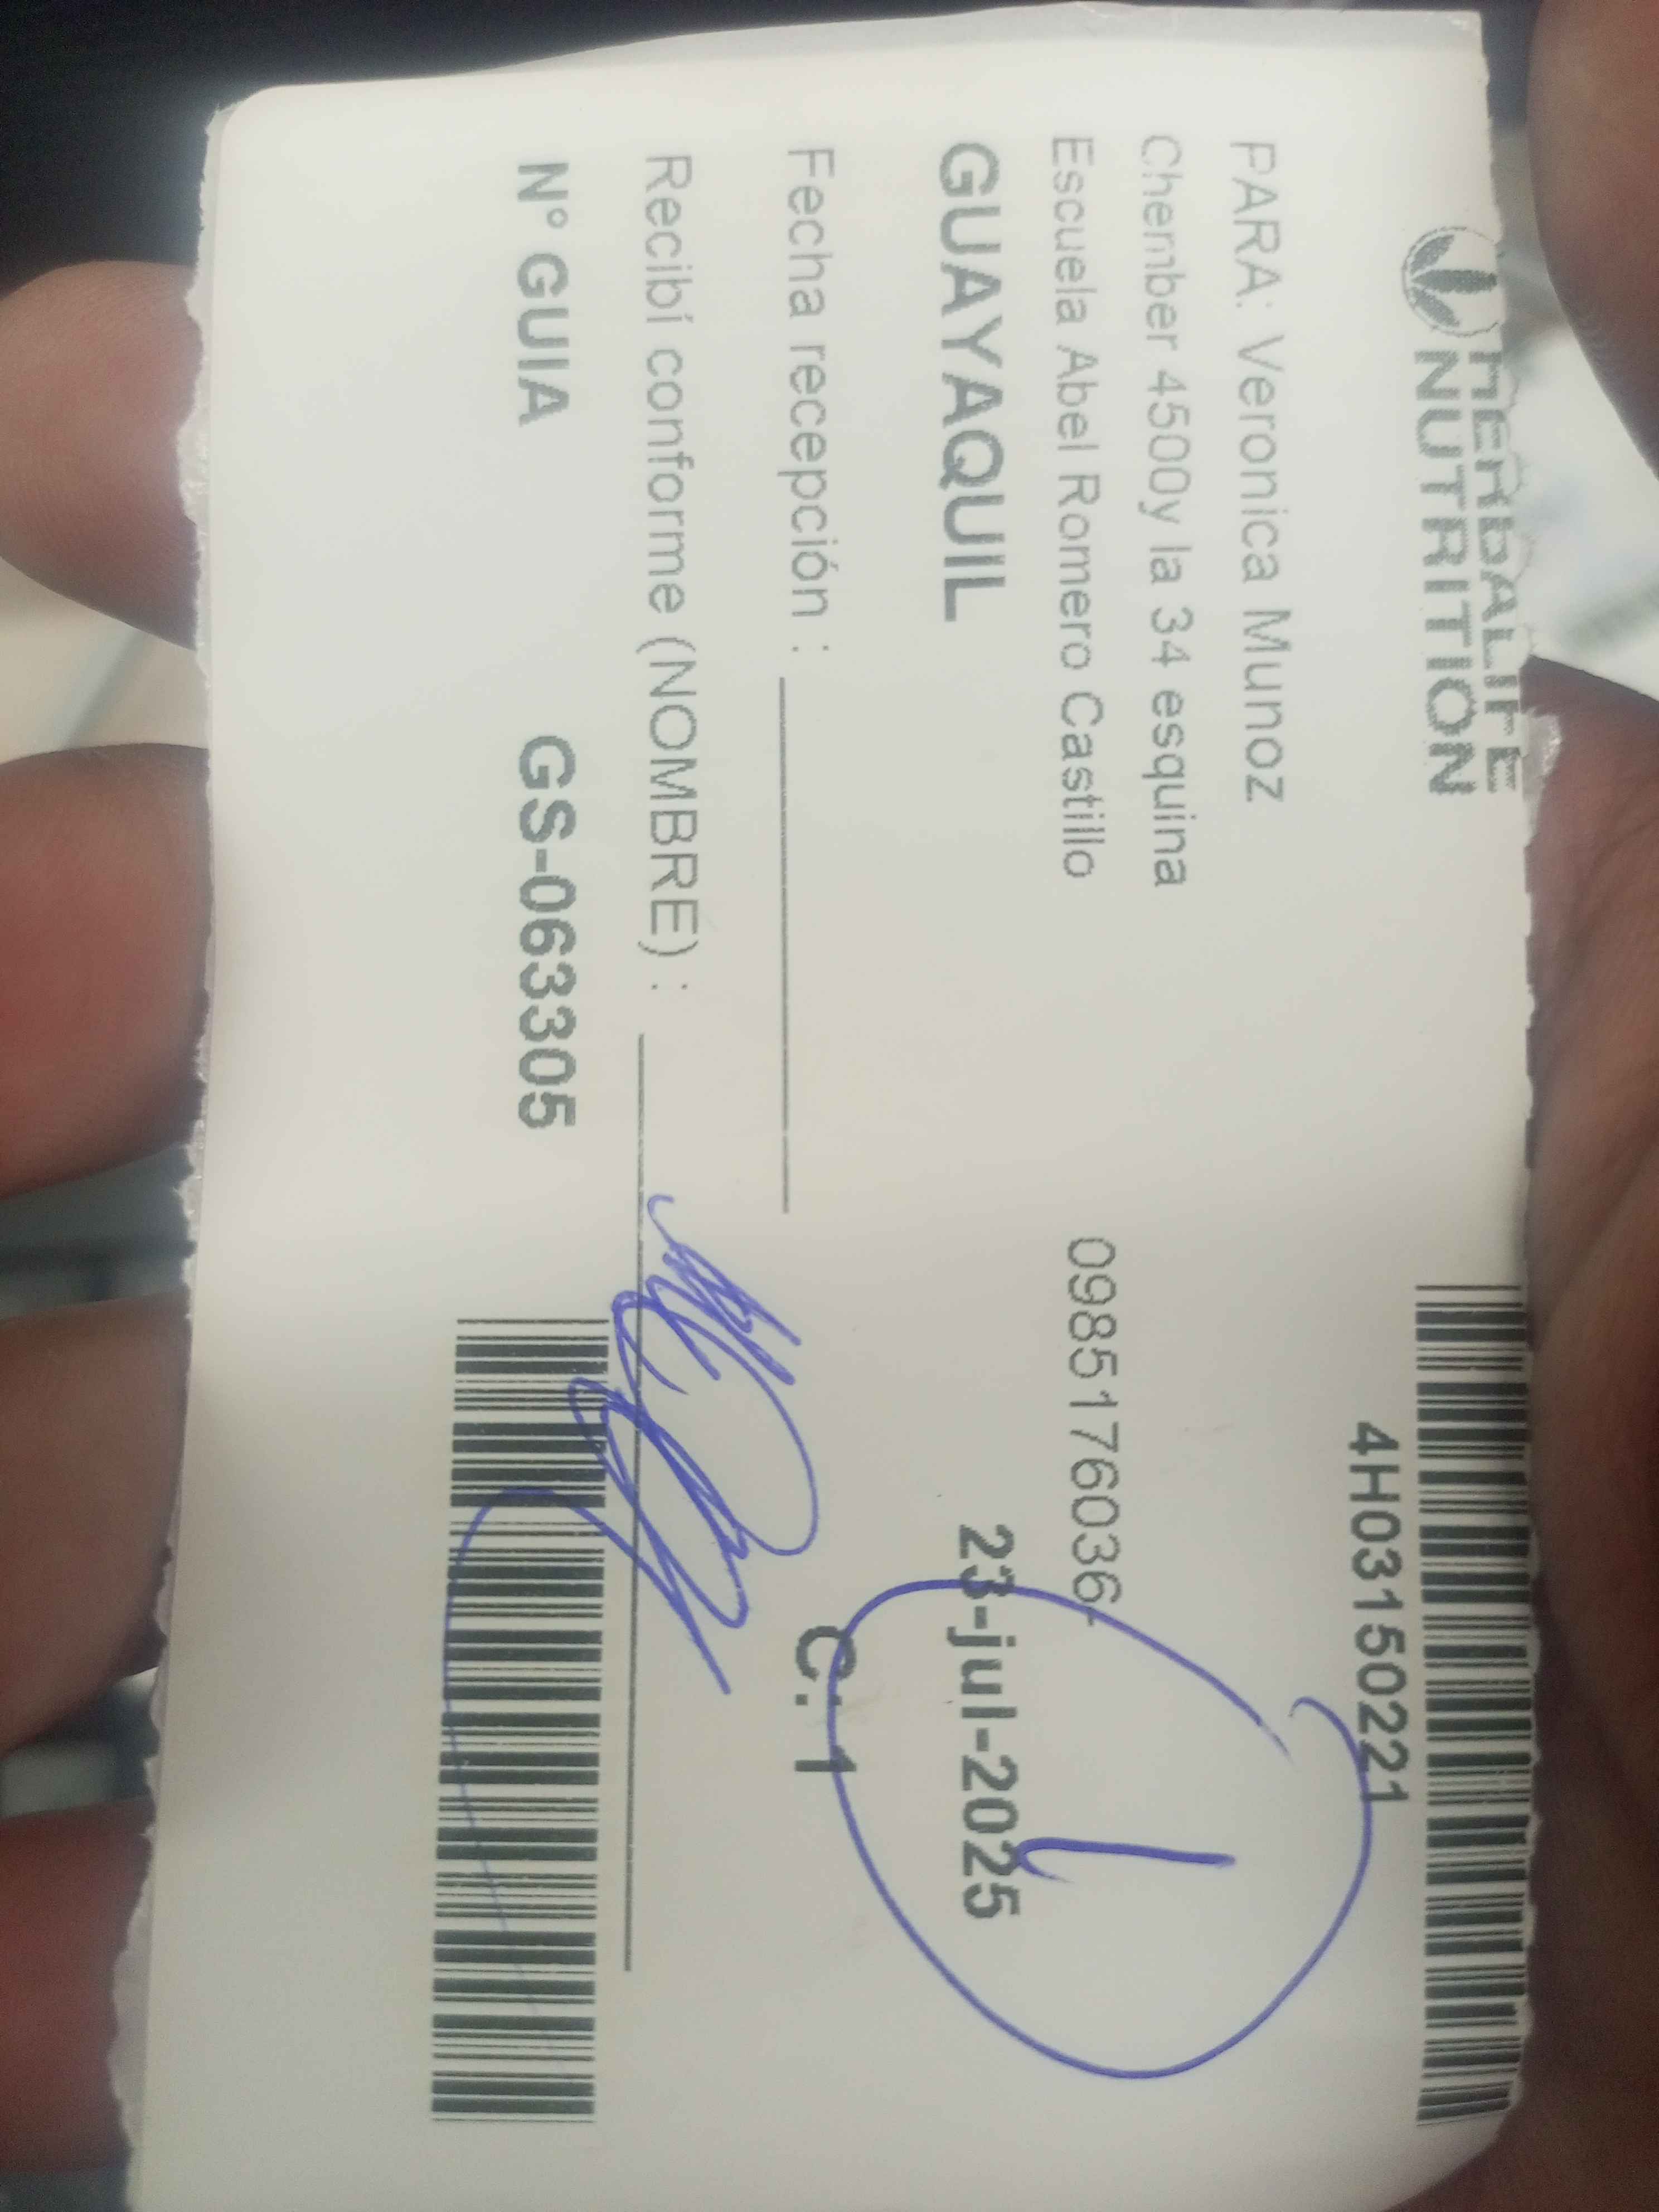 HERBALIFE
NUTRITION
4H03150221
PARA: Veronica Munoz
Chember 4500y la 34 esquina
Escuela Abel Romero Castillo 0985176036-
GUAYAQUIL 23-jul-2025
1
Fecha recepción : C: 1
Recibí conforme (NOMBRE) :
N° GUIA GS-063305